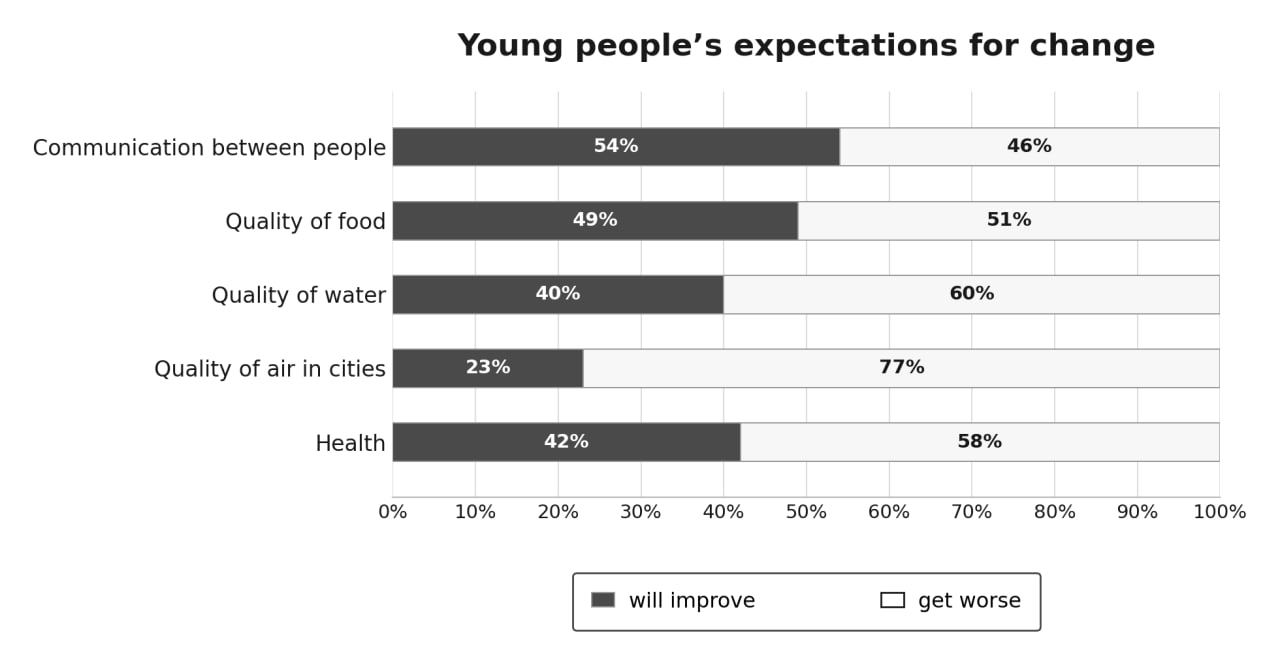 Young people’s expectations for change
Communication between people 54% 46%
Quality of food 49% 51%
Quality of water 40% 60%
Quality of air in cities 23% 77%
Health 42% 58%
0% 10% 20% 30% 40% 50% 60% 70% 80% 90% 100%
will improve get worse